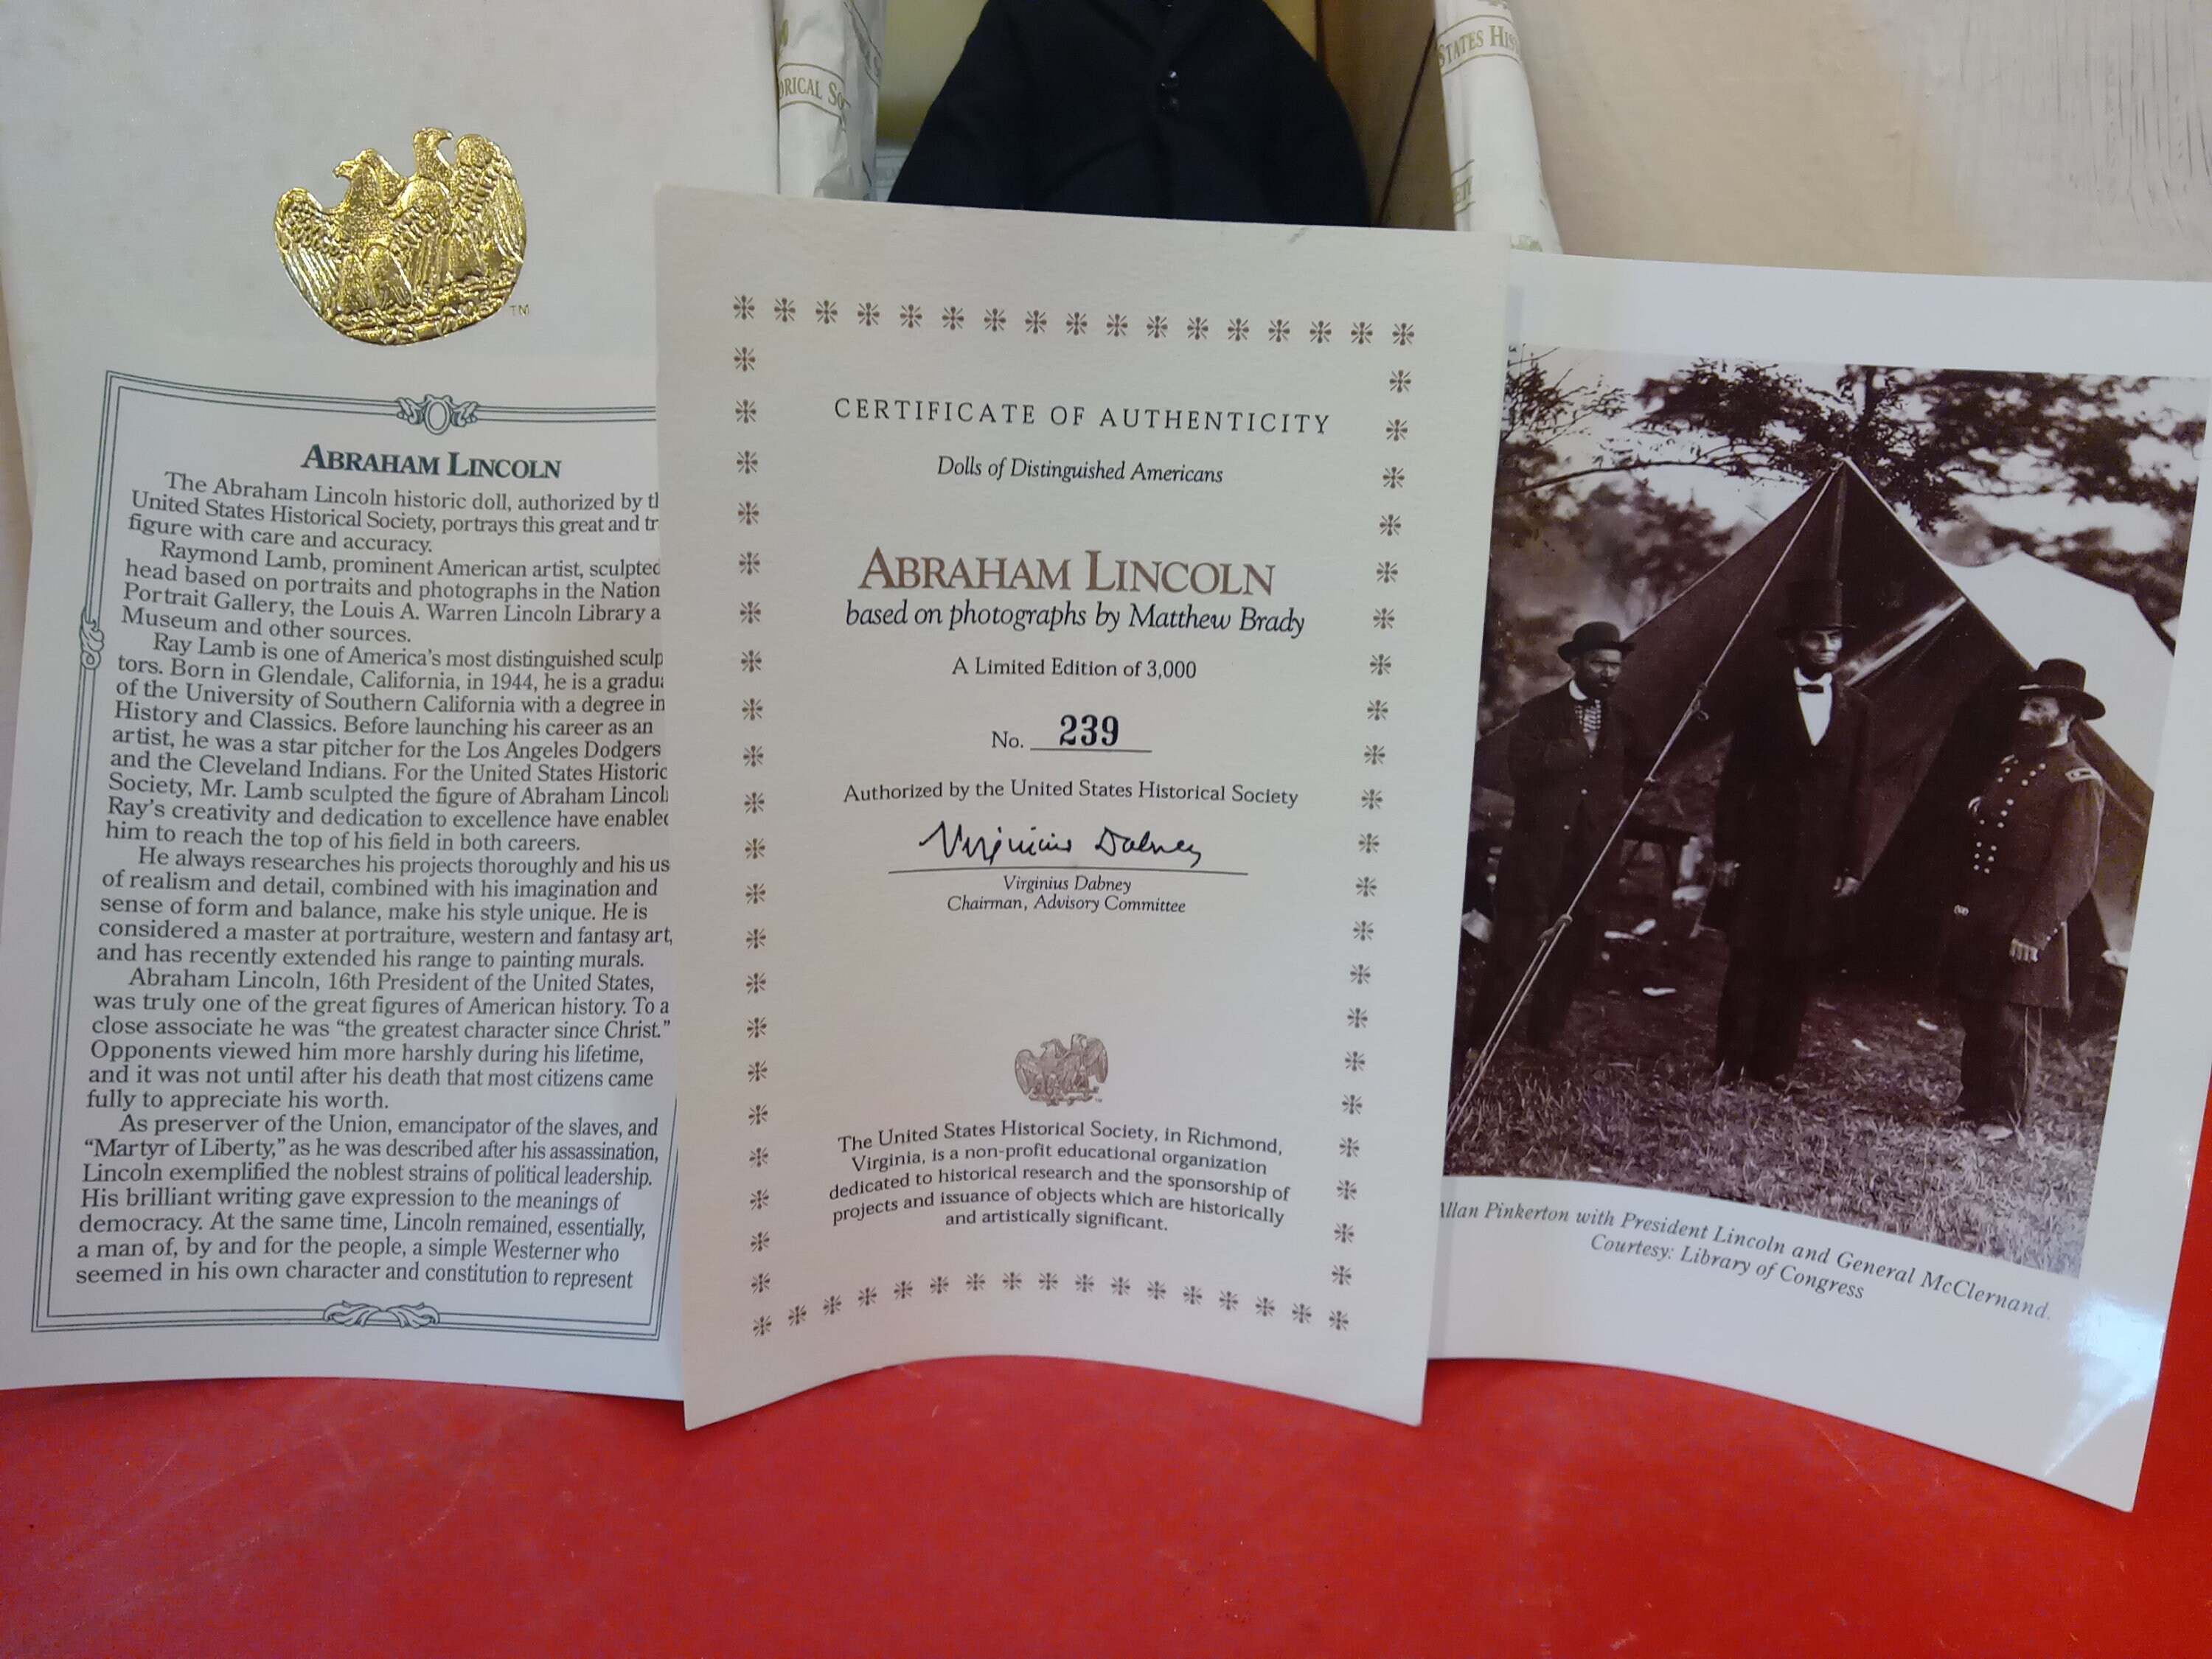 ORICAL SO
STATES HIS
TM
ABRAHAM LINCOLN
The Abraham Lincoln historic doll, authorized by
United States Historical Society, portrays this great and
figure with care and accuracy.
Raymond Lamb, prominent American artist, sculpted
head based on portraits and photographs in the Nation
Portrait Gallery, the Louis A. Warren Lincoln Library
Museum and other sources.
Ray Lamb is one of America's most distinguished sculp
tors. Born in Glendale, California, in 1944, he is a
of the University of Southern California with a degree in
History and Classics. Before launching his career as an
artist, he was a star pitcher for the Los Angeles Dodgers
and the Cleveland Indians. For the United States Historic
Society, Mr. Lamb sculpted the figure of Abraham
Ray's creativity and dedication to excellence have
him to reach the top of his field in both careers.
He always researches his projects thoroughly and his us
of realism and detail, combined with his imagination and
sense of form and balance, make his style unique. He is
considered a master at portraiture, western and fantasy art,
and has recently extended his range to painting murals.
Abraham Lincoln, 16th President of the United States,
was truly one of the great figures of American history. To a
close associate he was “the greatest character since Christ.”
Opponents viewed him more harshly during his lifetime,
and it was not until after his death that most citizens came
fully to appreciate his worth.
As preserver of the Union, emancipator of the slaves, and
“Martyr of Liberty,” as he was described after his assassination,
Lincoln exemplified the noblest strains of political leadership.
His brilliant writing gave expression to the meanings of
democracy. At the same time, Lincoln remained, essentially,
a man of, by and for the people, a simple Westerner who
seemed in his own character and constitution to represent
CERTIFICATE OF AUTHENTICITY
Dolls of Distinguished Americans
ABRAHAM LINCOLN
based on photographs by Matthew Brady
A Limited Edition of 3,000
No. 239
Authorized by the United States Historical Society
Virginius Dabney
Virginius Dabney
Chairman, Advisory Committee
The United States Historical Society, in Richmond,
Virginia, is a non-profit educational organization
dedicated to historical research and the sponsorship of
projects and issuance of objects which are historically
and artistically significant.
Allan Pinkerton with President Lincoln and General McClernand.
Courtesy: Library of Congress